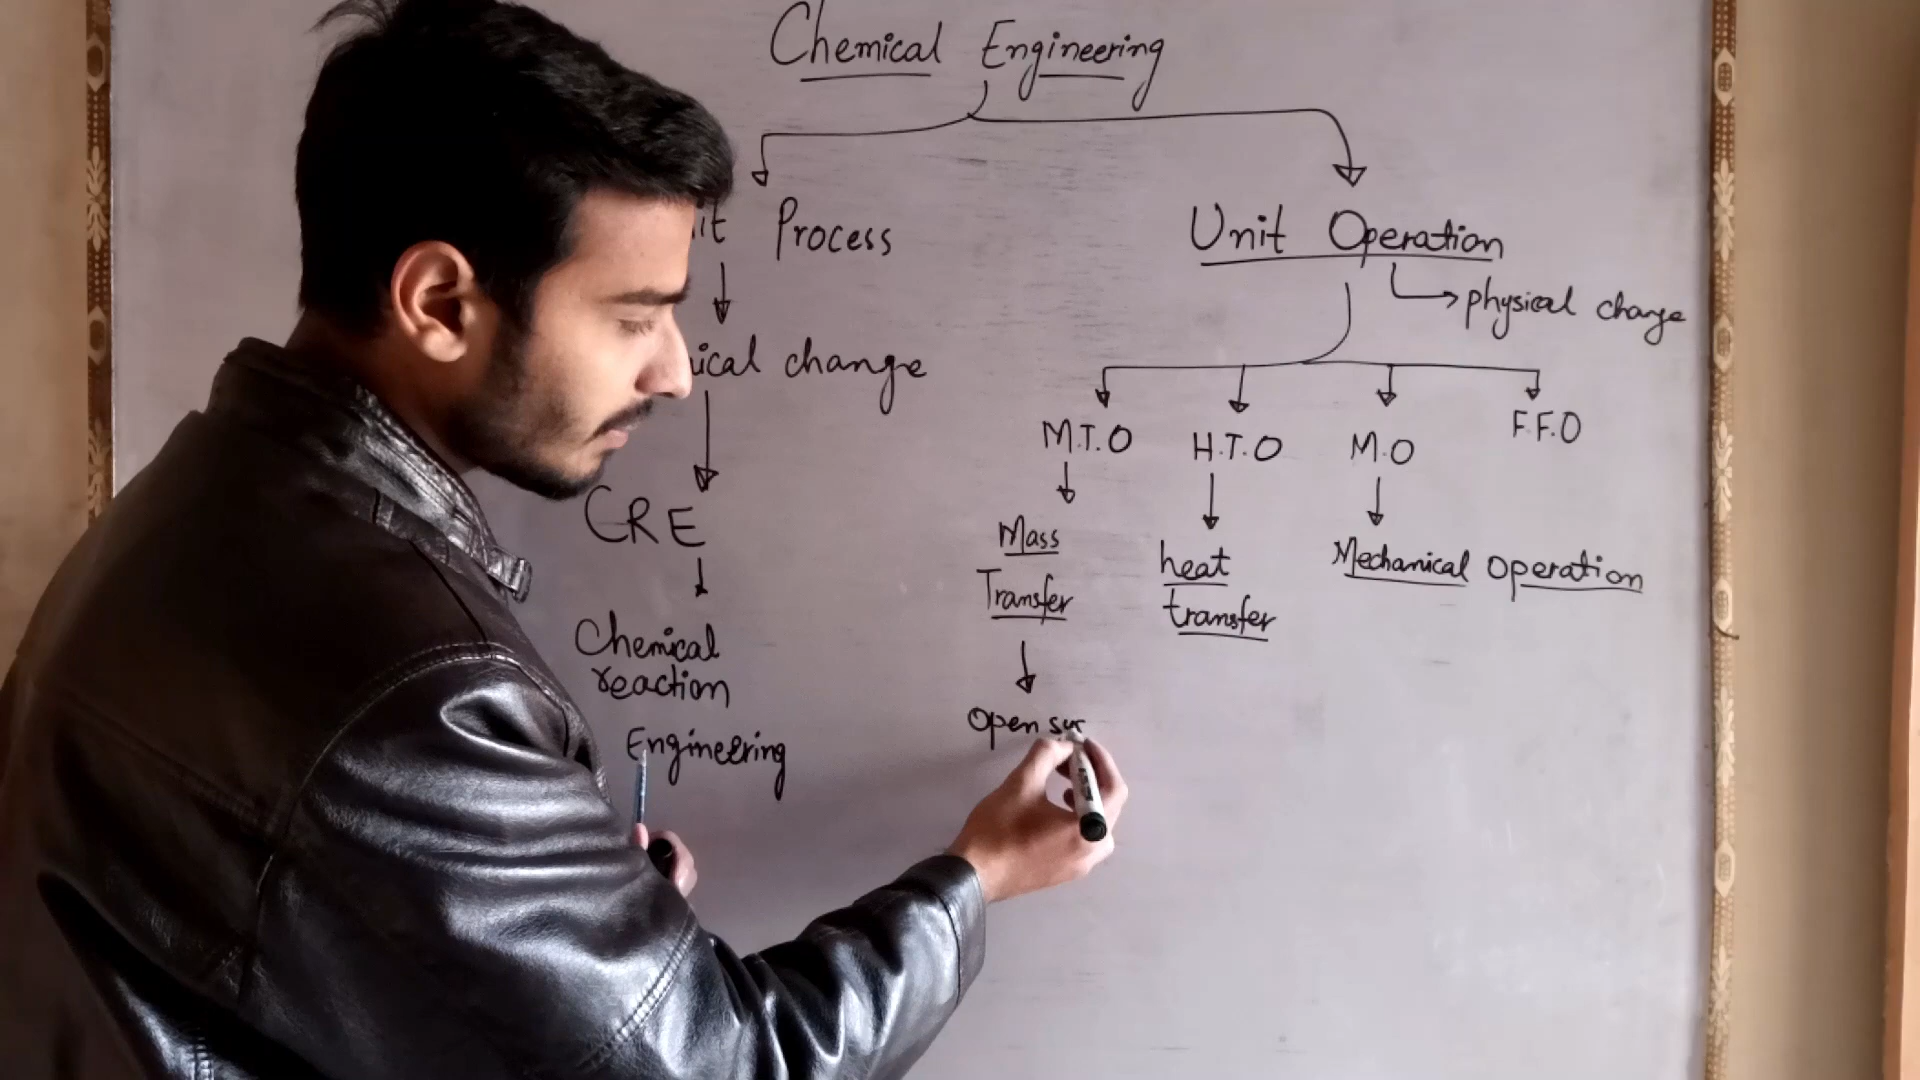 Chemical Engineering
Process
Unit Operation
physical change
change
M.T.O
H.T.O
M.O
F.F.O
CRE
Mass
Transfer
heat
transfer
Mechanical Operation
Chemical
reaction
Engineering
Open